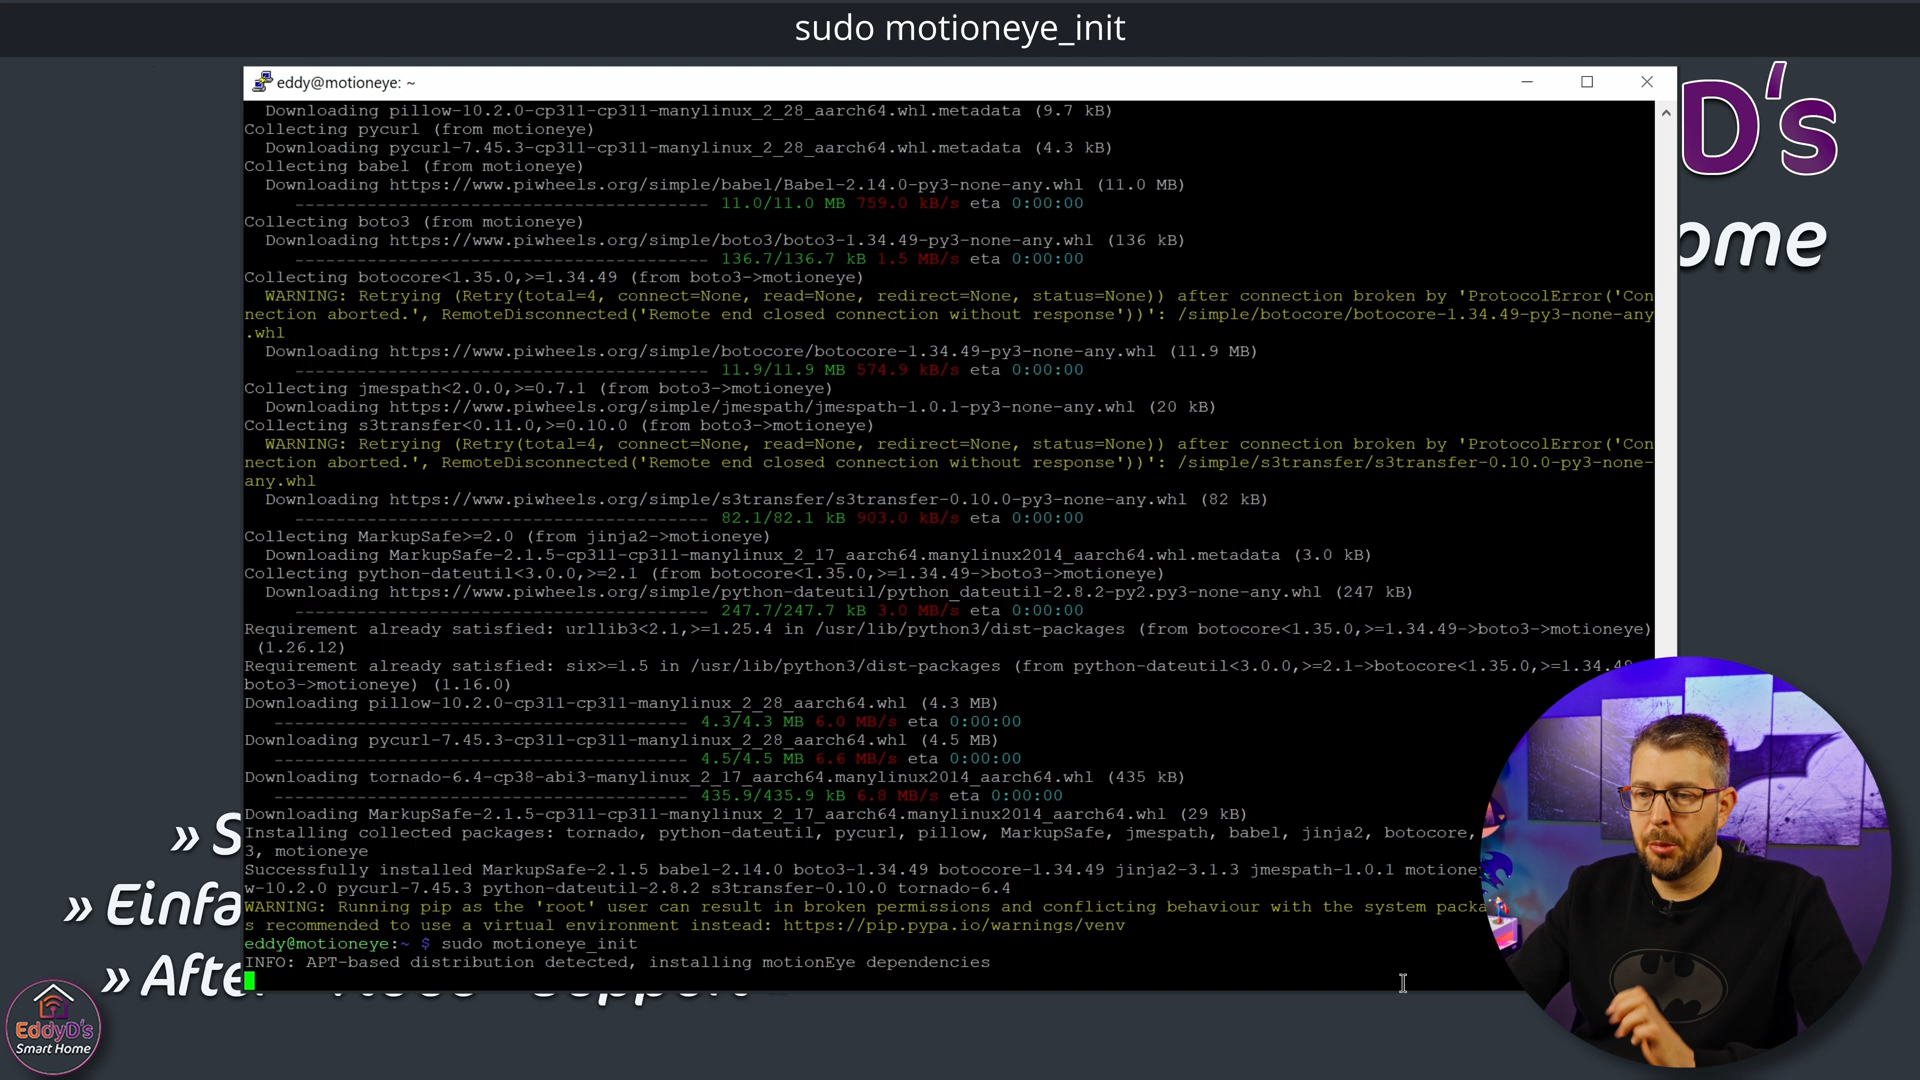 sudo motioneye_init
eddy@motioneye: ~
D's
ome
Downloading pillow-10.2.0-cp311-cp311-manylinux_2_28_aarch64.whl.metadata (9.7 kB)
Collecting pycurl (from motioneye)
Downloading pycurl-7.45.3-cp311-cp311-manylinux_2_28_aarch64.whl.metadata (4.3 kB)
Collecting babel (from motioneye)
Downloading https://www.piwheels.org/simple/babel/Babel-2.14.0-py3-none-any.whl (11.0 MB)
---------------------------------------- 11.0/11.0 MB 759.0 kB/s eta 0:00:00
Collecting boto3 (from motioneye)
Downloading https://www.piwheels.org/simple/boto3/boto3-1.34.49-py3-none-any.whl (136 kB)
---------------------------------------- 136.7/136.7 kB 1.5 MB/s eta 0:00:00
Collecting botocore<1.35.0,>=1.34.49 (from boto3->motioneye)
WARNING: Retrying (Retry(total=4, connect=None, read=None, redirect=None, status=None)) after connection broken by 'ProtocolError('Con
nection aborted.', RemoteDisconnected('Remote end closed connection without response'))': /simple/botocore/botocore-1.34.49-py3-none-any
.whl
Downloading https://www.piwheels.org/simple/botocore/botocore-1.34.49-py3-none-any.whl (11.9 MB)
---------------------------------------- 11.9/11.9 MB 574.9 kB/s eta 0:00:00
Collecting jmespath<2.0.0,>=0.7.1 (from boto3->motioneye)
Downloading https://www.piwheels.org/simple/jmespath/jmespath-1.0.1-py3-none-any.whl (20 kB)
Collecting s3transfer<0.11.0,>=0.10.0 (from boto3->motioneye)
WARNING: Retrying (Retry(total=4, connect=None, read=None, redirect=None, status=None)) after connection broken by 'ProtocolError('Con
nection aborted.', RemoteDisconnected('Remote end closed connection without response'))': /simple/s3transfer/s3transfer-0.10.0-py3-none-
any.whl
Downloading https://www.piwheels.org/simple/s3transfer/s3transfer-0.10.0-py3-none-any.whl (82 kB)
---------------------------------------- 82.1/82.1 kB 903.0 kB/s eta 0:00:00
Collecting MarkupSafe>=2.0 (from jinja2->motioneye)
Downloading MarkupSafe-2.1.5-cp311-cp311-manylinux_2_17_aarch64.manylinux2014_aarch64.whl.metadata (3.0 kB)
Collecting python-dateutil<3.0.0,>=2.1 (from botocore<1.35.0,>=1.34.49->boto3->motioneye)
Downloading https://www.piwheels.org/simple/python-dateutil/python_dateutil-2.8.2-py2.py3-none-any.whl (247 kB)
---------------------------------------- 247.7/247.7 kB 3.0 MB/s eta 0:00:00
Requirement already satisfied: urllib3<2.1,>=1.25.4 in /usr/lib/python3/dist-packages (from botocore<1.35.0,>=1.34.49->boto3->motioneye)
(1.26.12)
Requirement already satisfied: six>=1.5 in /usr/lib/python3/dist-packages (from python-dateutil<3.0.0,>=2.1->botocore<1.35.0,>=1.34.49
boto3->motioneye) (1.16.0)
Downloading pillow-10.2.0-cp311-cp311-manylinux_2_28_aarch64.whl (4.3 MB)
---------------------------------------- 4.3/4.3 MB 6.0 MB/s eta 0:00:00
Downloading pycurl-7.45.3-cp311-cp311-manylinux_2_28_aarch64.whl (4.5 MB)
---------------------------------------- 4.5/4.5 MB 6.6 MB/s eta 0:00:00
Downloading tornado-6.4-cp38-abi3-manylinux_2_17_aarch64.manylinux2014_aarch64.whl (435 kB)
---------------------------------------- 435.9/435.9 kB 6.8 MB/s eta 0:00:00
Downloading MarkupSafe-2.1.5-cp311-cp311-manylinux_2_17_aarch64.manylinux2014_aarch64.whl (29 kB)
Installing collected packages: tornado, python-dateutil, pycurl, pillow, MarkupSafe, jmespath, babel, jinja2, botocore,
3, motioneye
Successfully installed MarkupSafe-2.1.5 babel-2.14.0 boto3-1.34.49 botocore-1.34.49 jinja2-3.1.3 jmespath-1.0.1 motioney
w-10.2.0 pycurl-7.45.3 python-dateutil-2.8.2 s3transfer-0.10.0 tornado-6.4
WARNING: Running pip as the 'root' user can result in broken permissions and conflicting behaviour with the system packa
s recommended to use a virtual environment instead: https://pip.pypa.io/warnings/venv
eddy@motioneye:~ $ sudo motioneye_init
INFO: APT-based distribution detected, installing motionEye dependencies
» S
» Einfa
» Afte
EddyD's
Smart Home